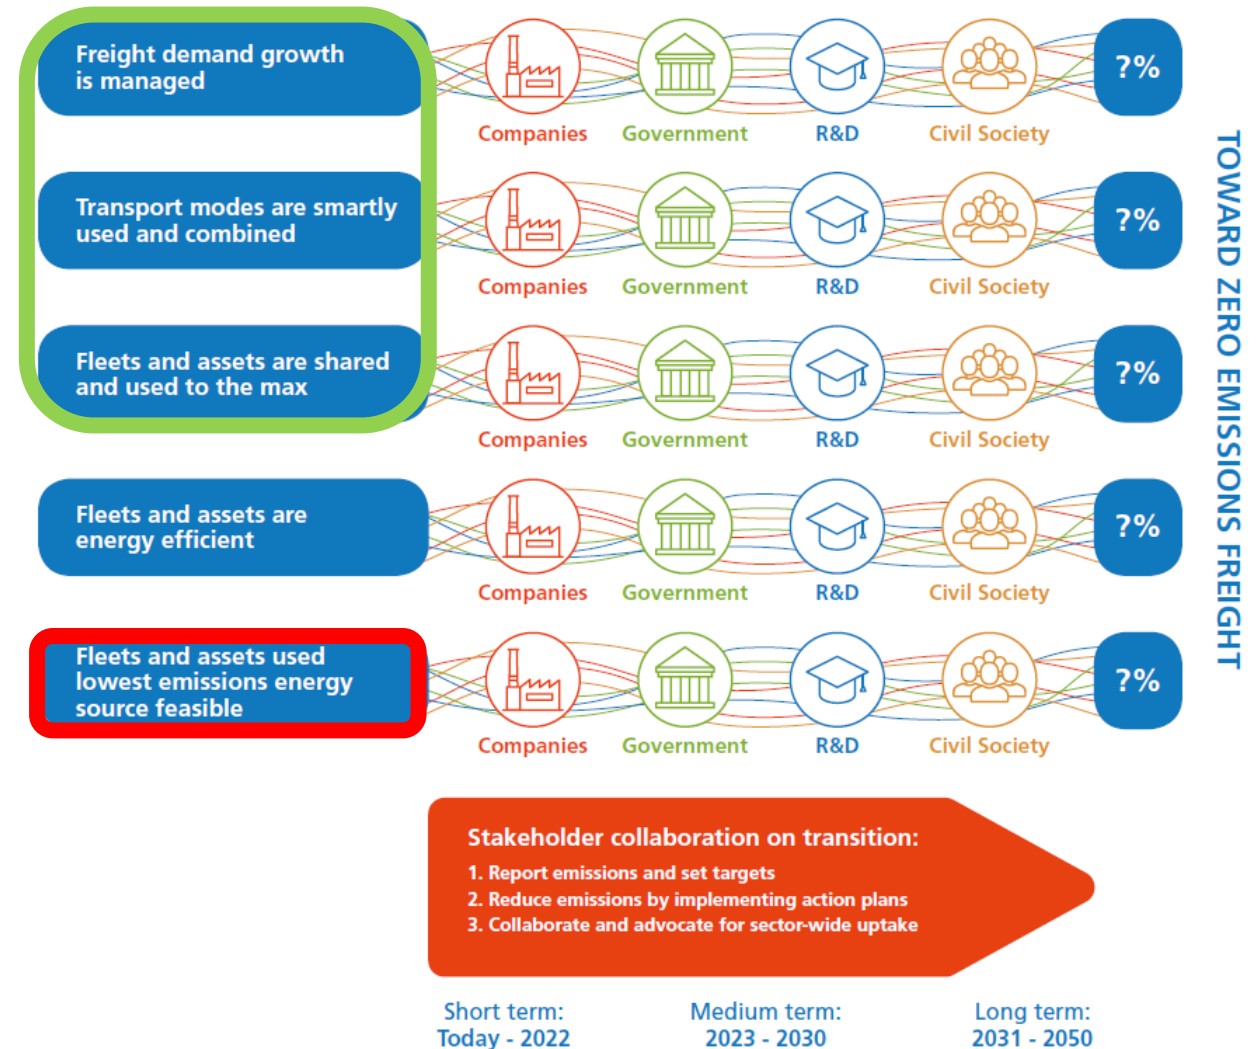 Freight demand growth
is managed
Companies
Government
R&D
Civil Society
?%
Transport modes are smartly
used and combined
Companies
Government
R&D
Civil Society
?%
Fleets and assets are shared
and used to the max
Companies
Government
R&D
Civil Society
?%
Fleets and assets are
energy efficient
Companies
Government
R&D
Civil Society
?%
Fleets and assets used
lowest emissions energy
source feasible
Companies
Government
R&D
Civil Society
?%
TOWARD ZERO EMISSIONS FREIGHT
Stakeholder collaboration on transition:
1. Report emissions and set targets
2. Reduce emissions by implementing action plans
3. Collaborate and advocate for sector-wide uptake
Short term:
Today - 2022
Medium term:
2023 - 2030
Long term:
2031 - 2050